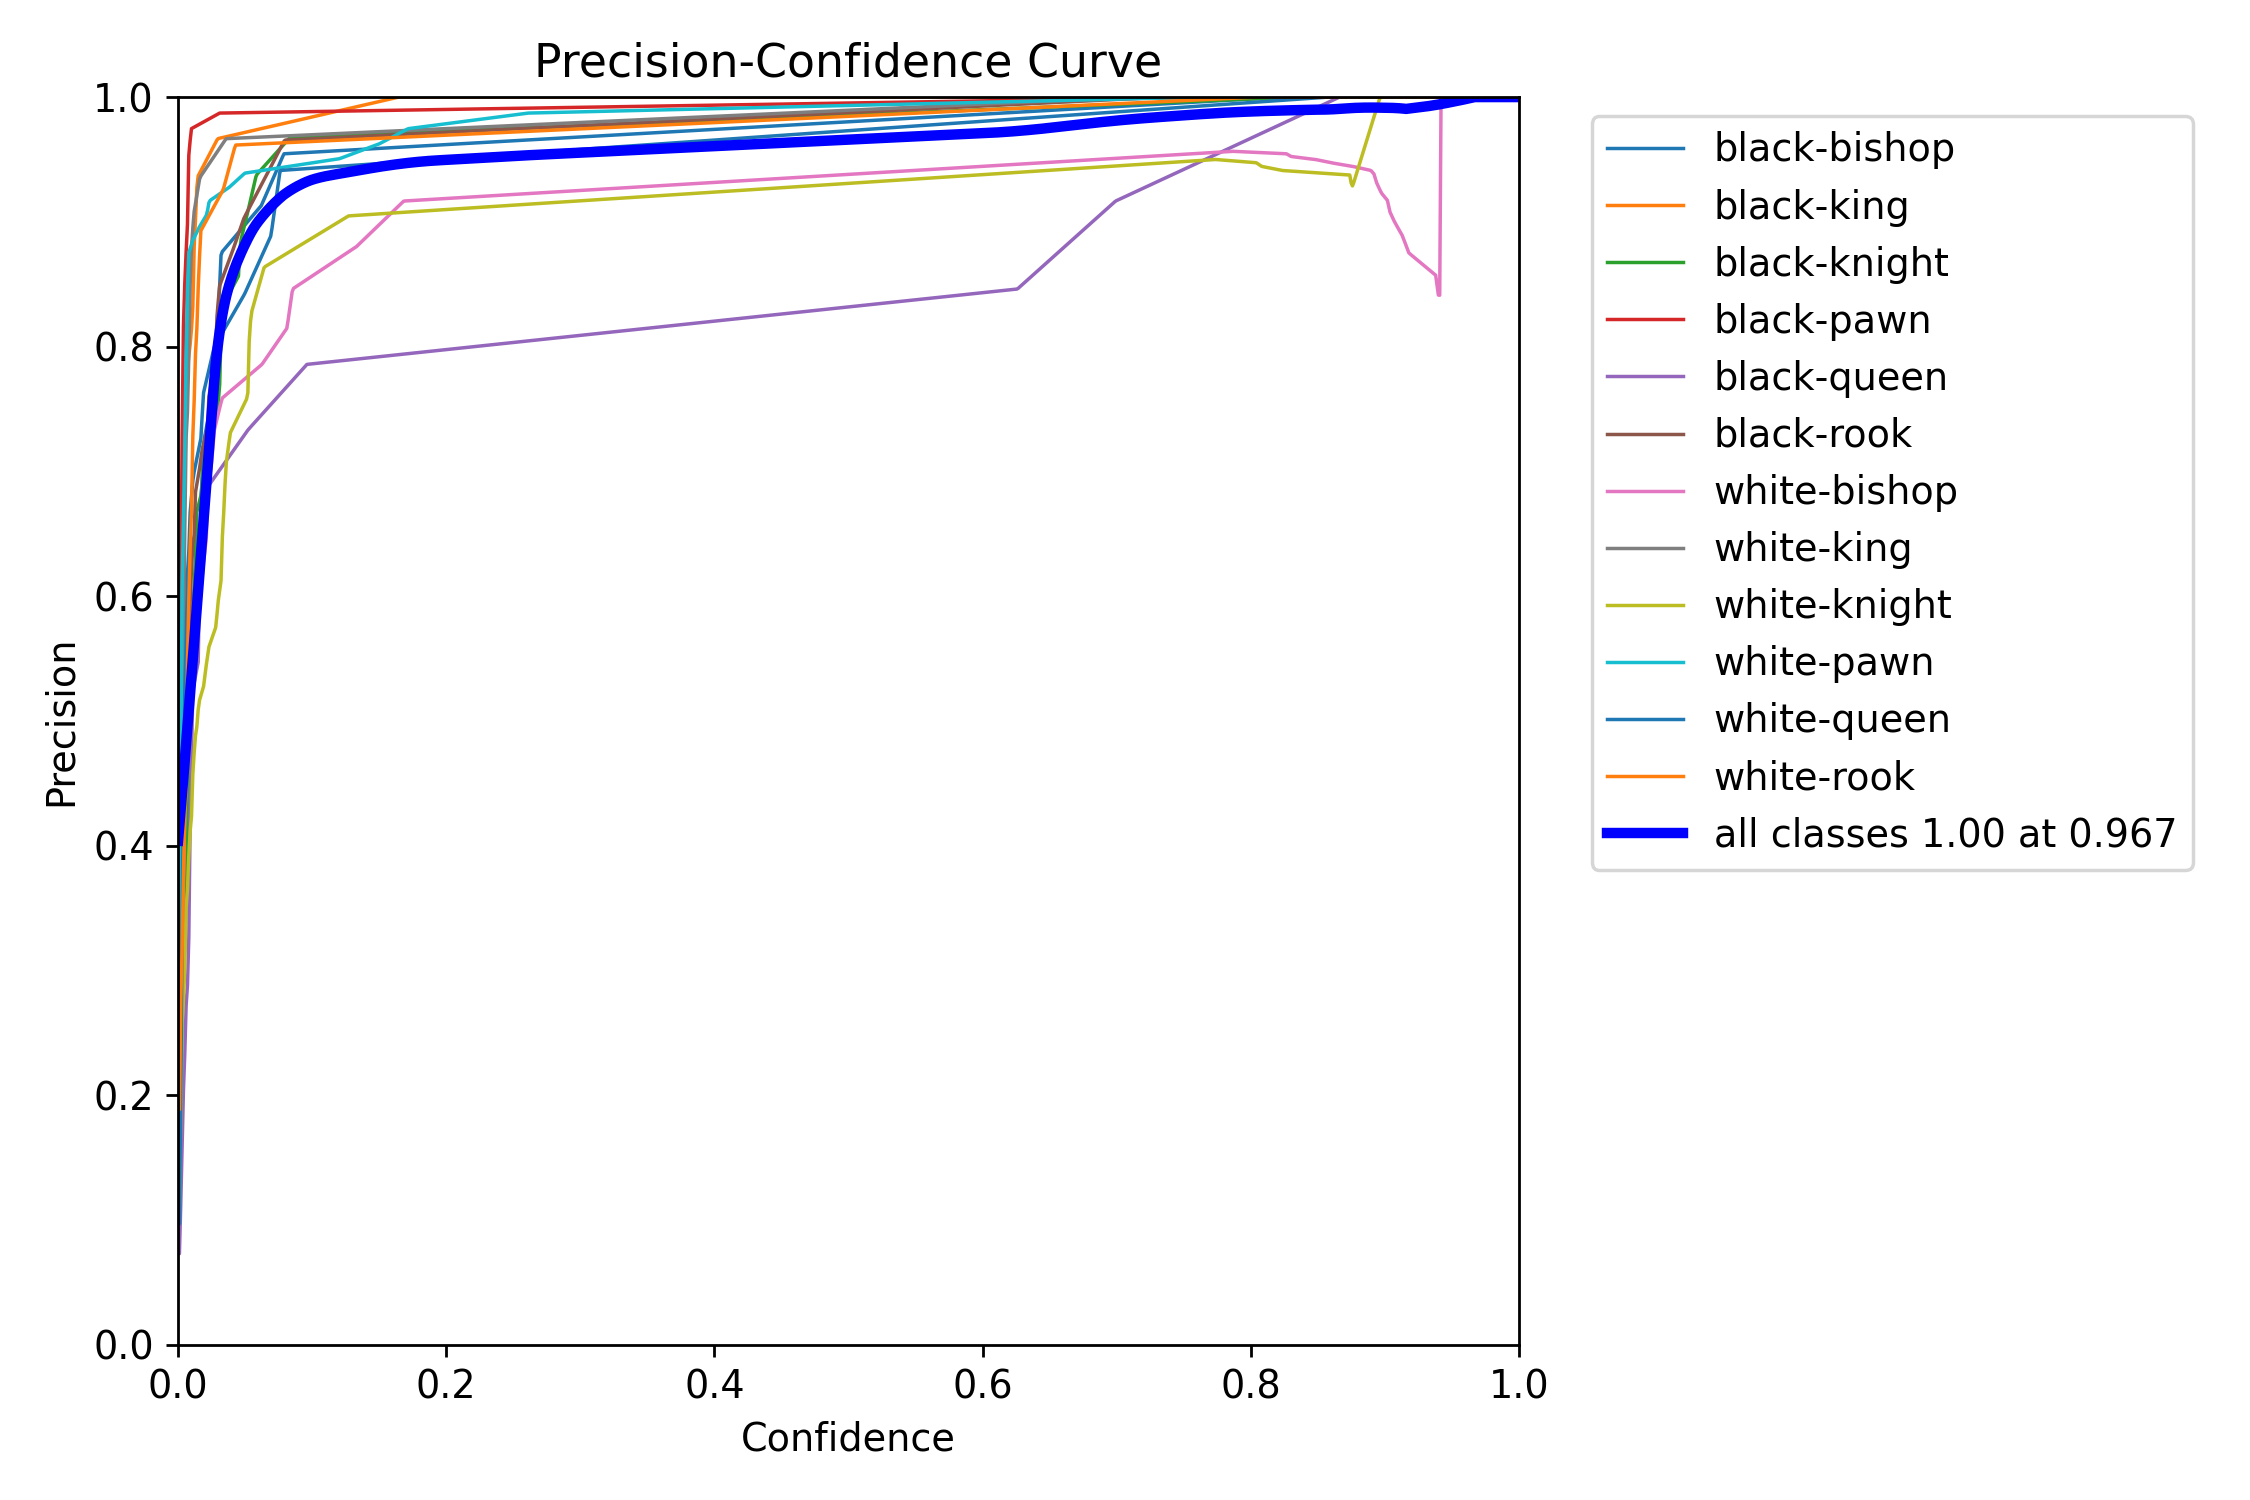 Precision-Confidence Curve
1.0
0.8
0.6
0.4
0.2
0.0
Precision
0.0 0.2 0.4 0.6 0.8 1.0
Confidence
black-bishop
black-king
black-knight
black-pawn
black-queen
black-rook
white-bishop
white-king
white-knight
white-pawn
white-queen
white-rook
all classes 1.00 at 0.967